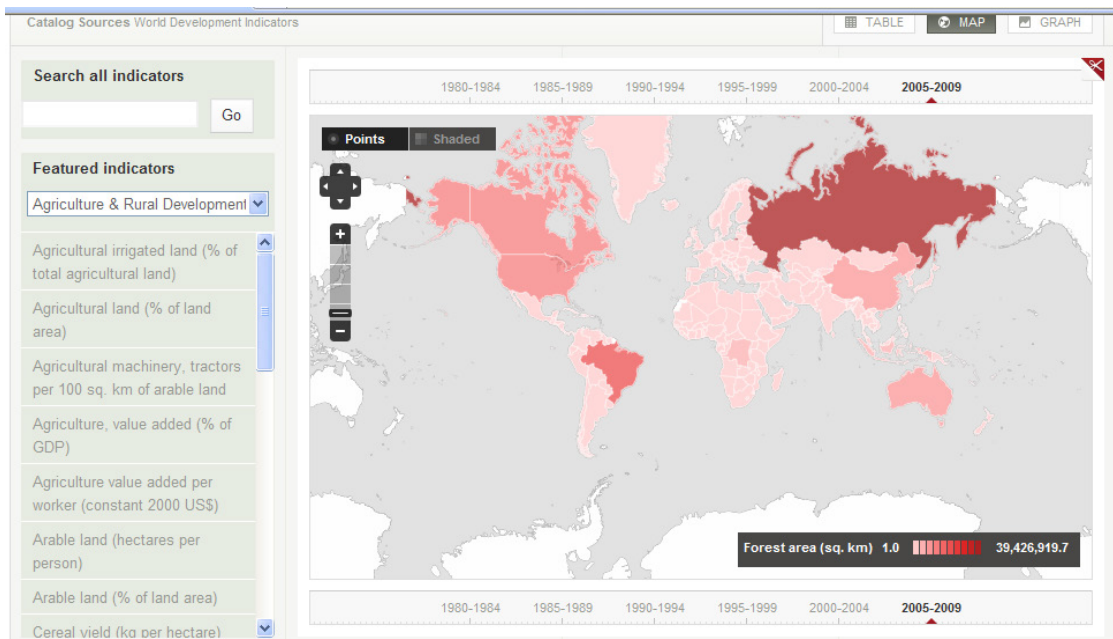 Catalog Sources World Development Indicators
TABLE
MAP
GRAPH
Search all indicators
Go
Featured indicators
Agriculture & Rural Development
Agricultural irrigated land (% of
total agricultural land)
Agricultural land (% of land
area)
Agricultural machinery, tractors
per 100 sq. km of arable land
Agriculture, value added (% of
GDP)
Agriculture value added per
worker (constant 2000 US$)
Arable land (hectares per
person)
Arable land (% of land area)
Cereal yield (kg per hectare)
1980-1984 1985-1989 1990-1994 1995-1999 2000-2004 2005-2009
Points Shaded
+
−
Forest area (sq. km) 1.0 39,426,919.7
1980-1984 1985-1989 1990-1994 1995-1999 2000-2004 2005-2009